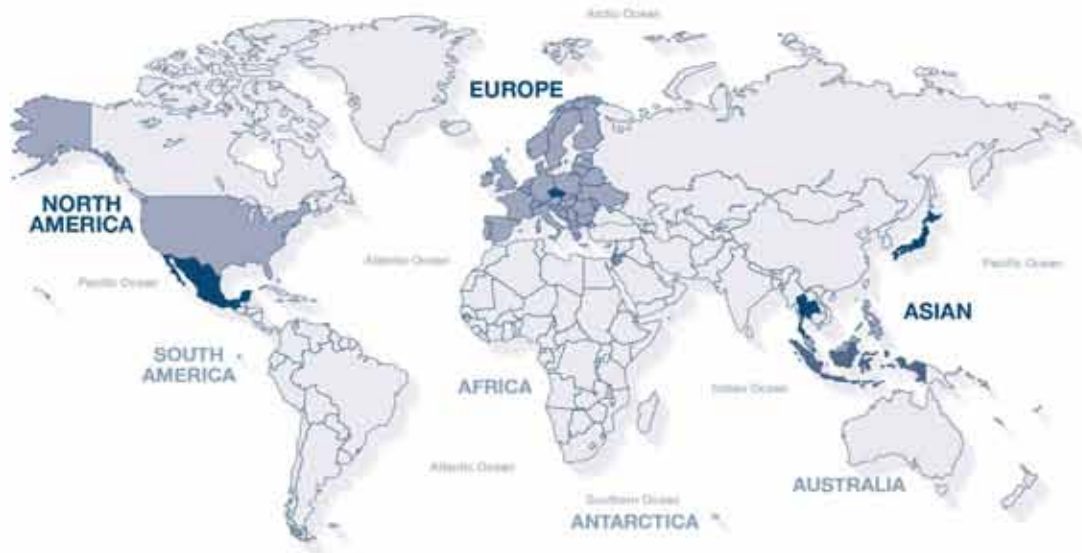 Arctic Ocean
EUROPE
NORTH
AMERICA
Atlantic Ocean
Pacific Ocean
Pacific Ocean
ASIAN
SOUTH
AMERICA
AFRICA
Indian Ocean
Atlantic Ocean
AUSTRALIA
Southern Ocean
ANTARCTICA